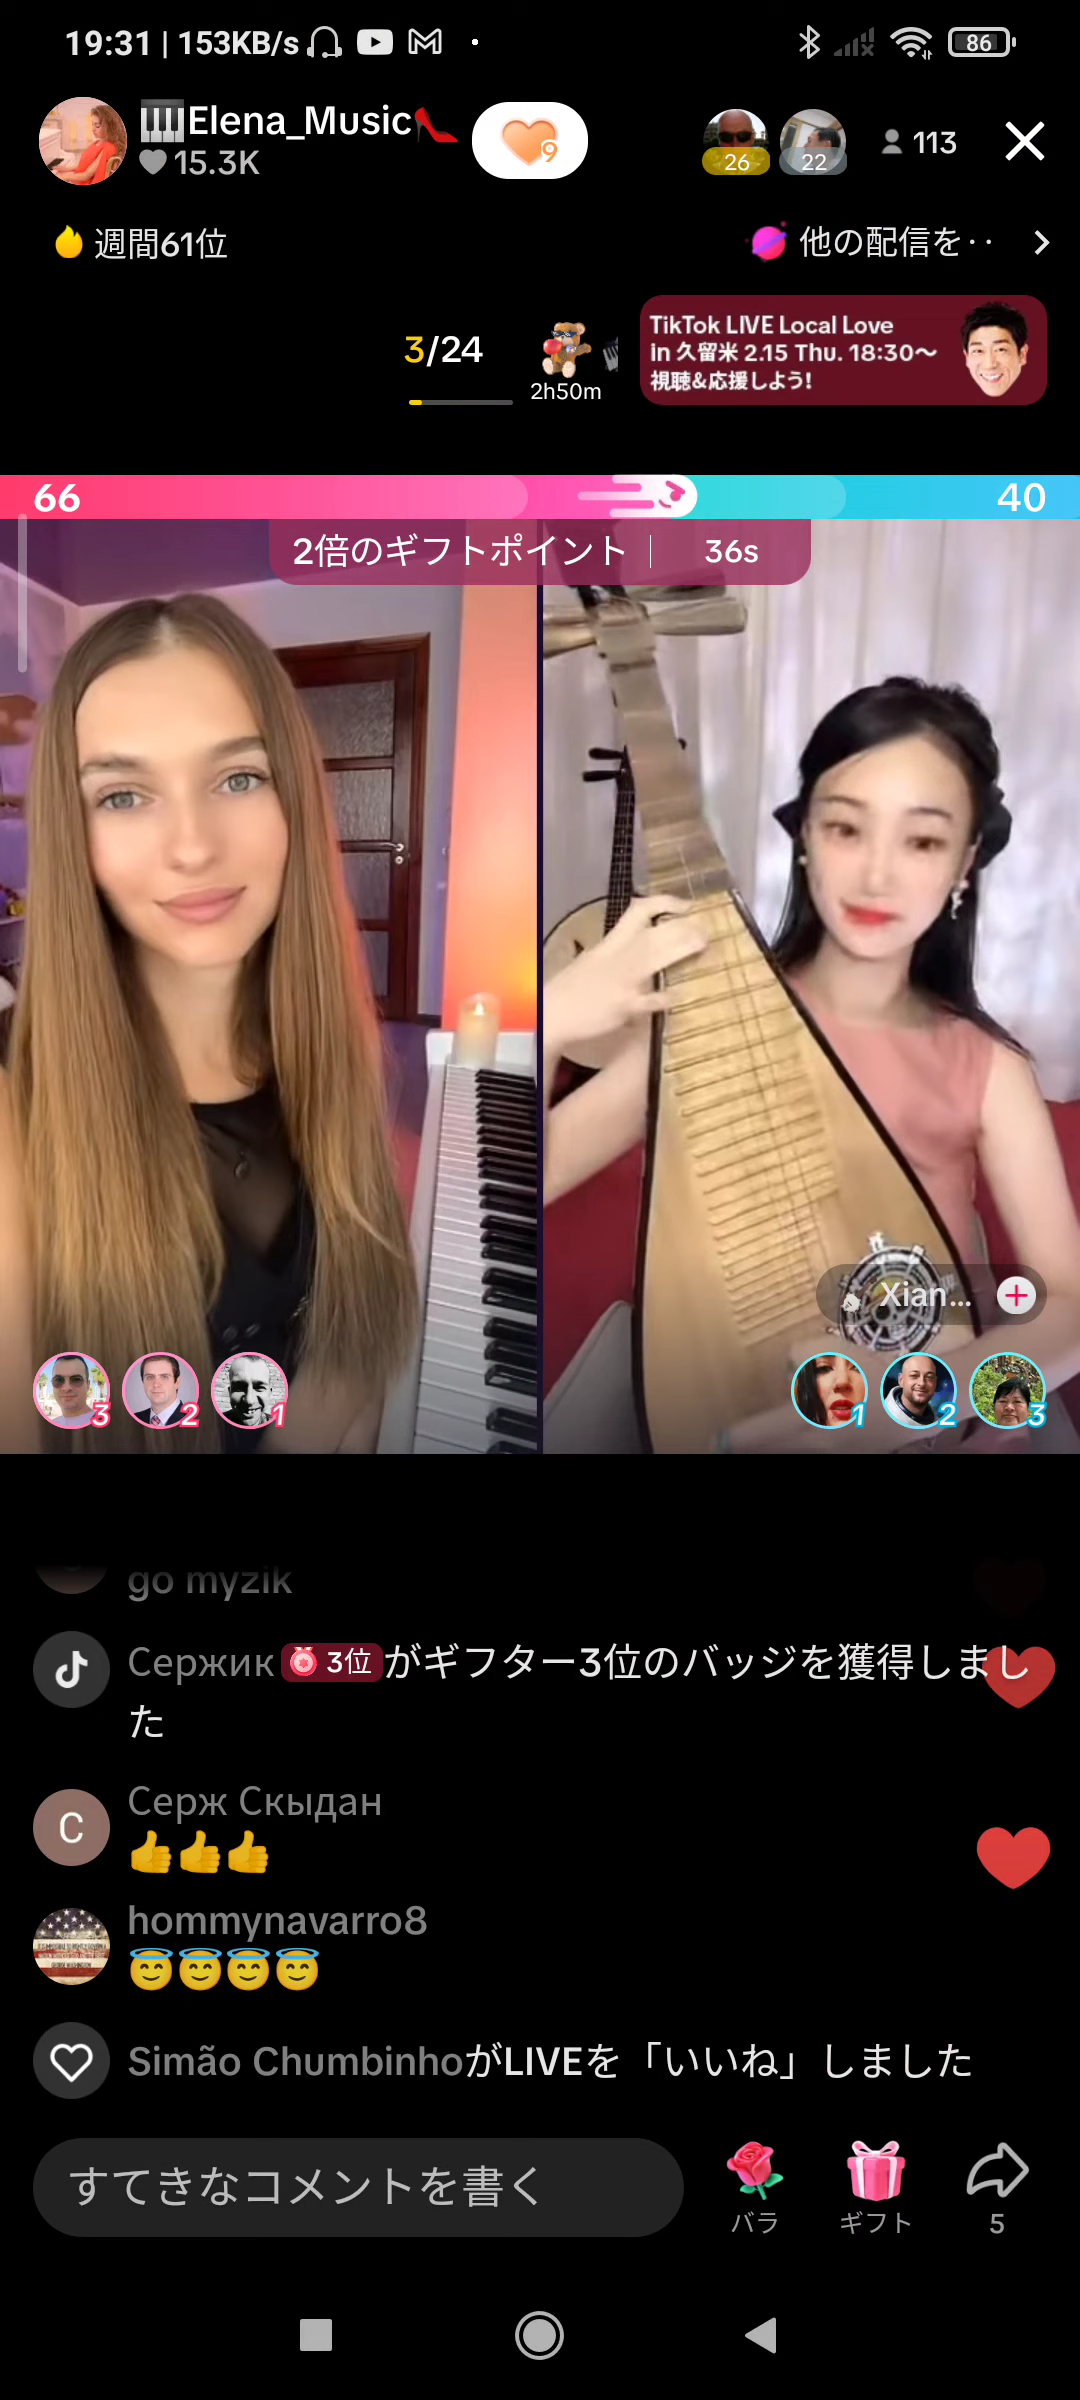 19:31 | 153KB/s
86
Elena_Music
15.3K
9
26
22
113
週間61位
他の配信を‥
3/24
2h50m
TikTok LIVE Local Love
in 久留米 2.15 Thu. 18:30〜
視聴&応援しよう!
66
40
2倍のギフトポイント
36s
Xian...
3
2
1
1
2
3
go myzik
Сержик 3位 がギフター3位のバッジを獲得しまし
た
C
Серж Скыдан
hommynavarro8
Simão ChumbinhoがLIVEを「いいね」しました
すてきなコメントを書く
バラ
ギフト
5